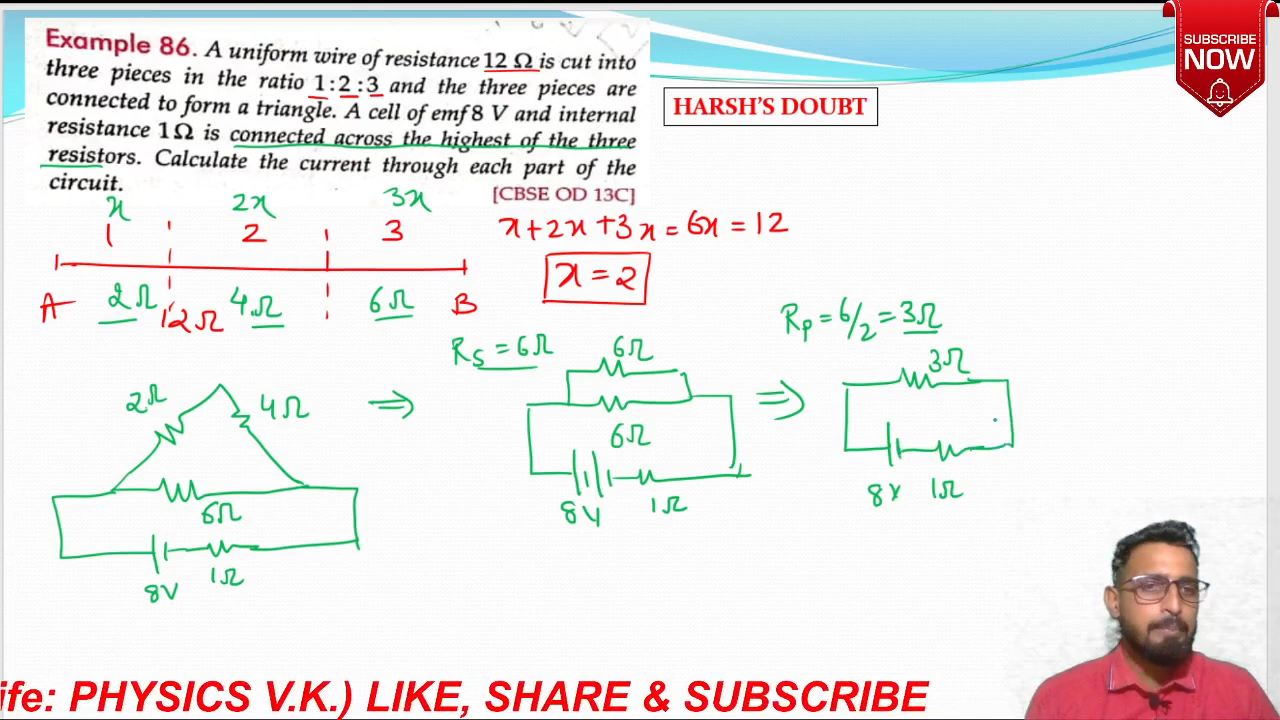 Example 86. A uniform wire of resistance 12 Ω is cut into
three pieces in the ratio 1:2:3 and the three pieces are
connected to form a triangle. A cell of emf 8 V and internal
resistance 1 Ω is connected across the highest of the three
resistors. Calculate the current through each part of the
circuit. [CBSE OD 13C]
HARSH'S DOUBT
SUBSCRIBE
NOW
x 2x 3x
1 2 3
A 2Ω 4Ω 6Ω B
12Ω
x+2x+3x=6x=12
x=2
2Ω 4Ω
6Ω
8V 1Ω
⇒
Rs = 6Ω
6Ω
6Ω
8V 1Ω
⇒
Rp = 6/2 = 3Ω
3Ω
8V 1Ω
ife: PHYSICS V.K.) LIKE, SHARE & SUBSCRIBE